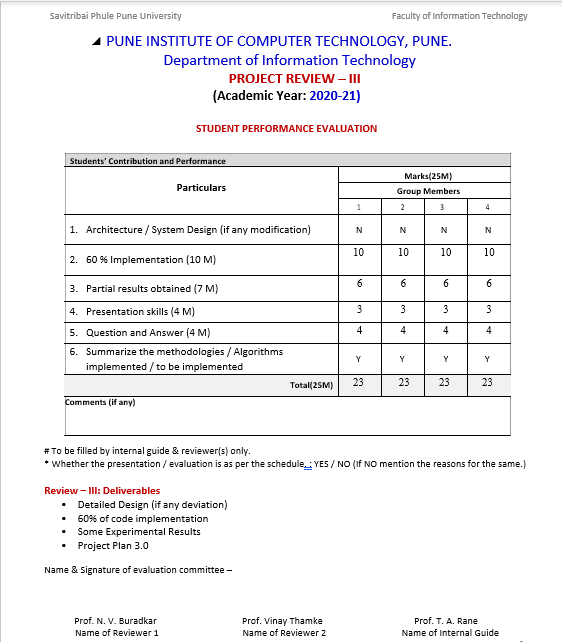 Savitribai Phule Pune University Faculty of Information Technology
PUNE INSTITUTE OF COMPUTER TECHNOLOGY, PUNE.
Department of Information Technology
PROJECT REVIEW – III
(Academic Year: 2020-21)
STUDENT PERFORMANCE EVALUATION
Students' Contribution and Performance
Particulars
Marks(25M)
Group Members
1 2 3 4
1. Architecture / System Design (if any modification) N N N N
2. 60 % Implementation (10 M) 10 10 10 10
3. Partial results obtained (7 M) 6 6 6 6
4. Presentation skills (4 M) 3 3 3 3
5. Question and Answer (4 M) 4 4 4 4
6. Summarize the methodologies / Algorithms
implemented / to be implemented Y Y Y Y
Total(25M) 23 23 23 23
Comments (if any)
# To be filled by internal guide & reviewer(s) only.
* Whether the presentation / evaluation is as per the schedule. : YES / NO (If NO mention the reasons for the same.)
Review – III: Deliverables
• Detailed Design (if any deviation)
• 60% of code implementation
• Some Experimental Results
• Project Plan 3.0
Name & Signature of evaluation committee –
Prof. N. V. Buradkar Prof. Vinay Thamke Prof. T. A. Rane
Name of Reviewer 1 Name of Reviewer 2 Name of Internal Guide